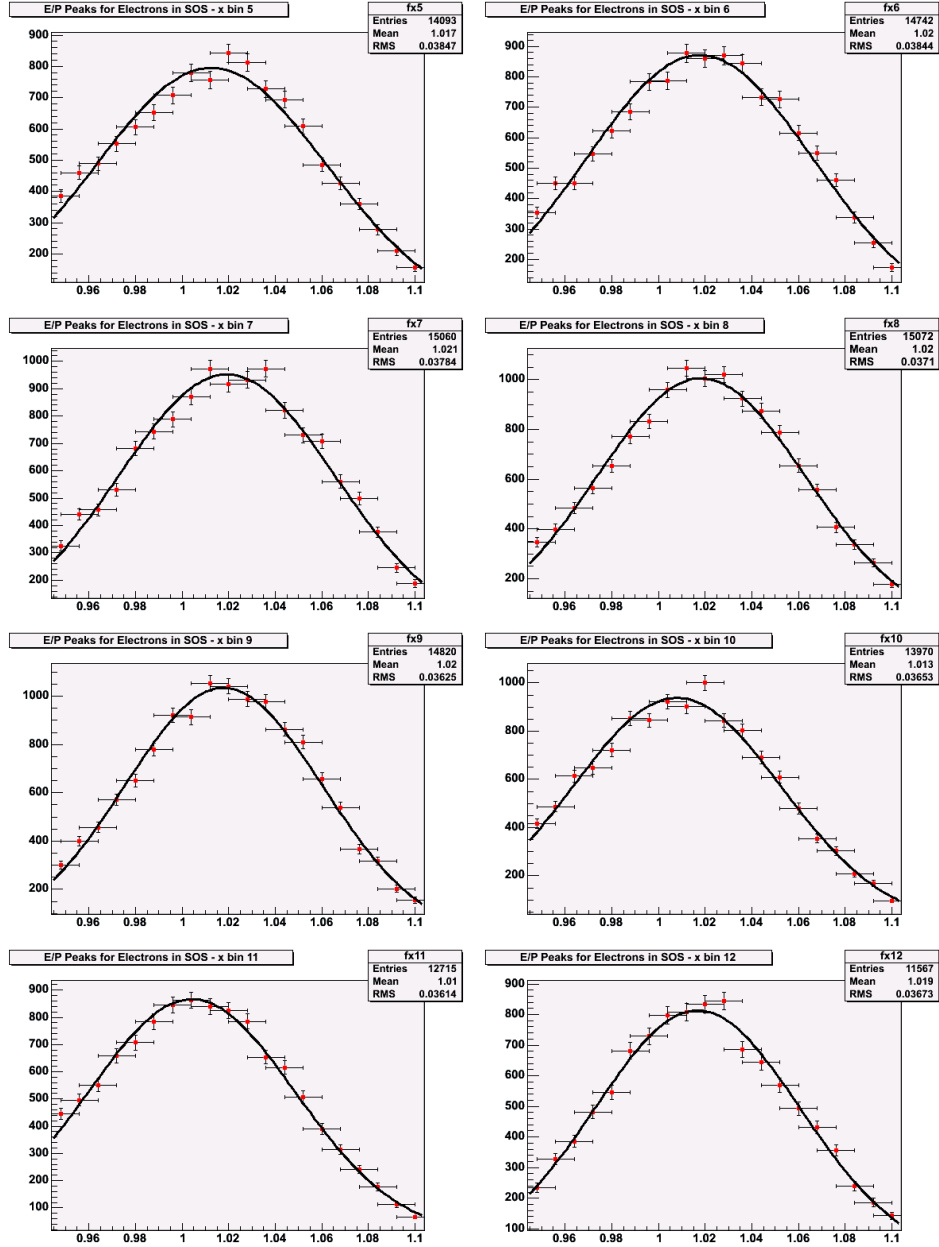 E/P Peaks for Electrons in SOS - x bin 5
fx5
Entries 14093
Mean 1.017
RMS 0.03847
900
800
700
600
500
400
300
200
0.96 0.98 1 1.02 1.04 1.06 1.08 1.1
E/P Peaks for Electrons in SOS - x bin 6
fx6
Entries 14742
Mean 1.02
RMS 0.03844
900
800
700
600
500
400
300
200
0.96 0.98 1 1.02 1.04 1.06 1.08 1.1
E/P Peaks for Electrons in SOS - x bin 7
fx7
Entries 15060
Mean 1.021
RMS 0.03784
1000
900
800
700
600
500
400
300
200
0.96 0.98 1 1.02 1.04 1.06 1.08 1.1
E/P Peaks for Electrons in SOS - x bin 8
fx8
Entries 15072
Mean 1.02
RMS 0.0371
1000
800
600
400
200
0.96 0.98 1 1.02 1.04 1.06 1.08 1.1
E/P Peaks for Electrons in SOS - x bin 9
fx9
Entries 14820
Mean 1.02
RMS 0.03625
1000
800
600
400
200
0.96 0.98 1 1.02 1.04 1.06 1.08 1.1
E/P Peaks for Electrons in SOS - x bin 10
fx10
Entries 13970
Mean 1.013
RMS 0.03653
1000
800
600
400
200
0.96 0.98 1 1.02 1.04 1.06 1.08 1.1
E/P Peaks for Electrons in SOS - x bin 11
fx11
Entries 12715
Mean 1.01
RMS 0.03614
900
800
700
600
500
400
300
200
100
0.96 0.98 1 1.02 1.04 1.06 1.08 1.1
E/P Peaks for Electrons in SOS - x bin 12
fx12
Entries 11567
Mean 1.019
RMS 0.03673
900
800
700
600
500
400
300
200
100
0.96 0.98 1 1.02 1.04 1.06 1.08 1.1